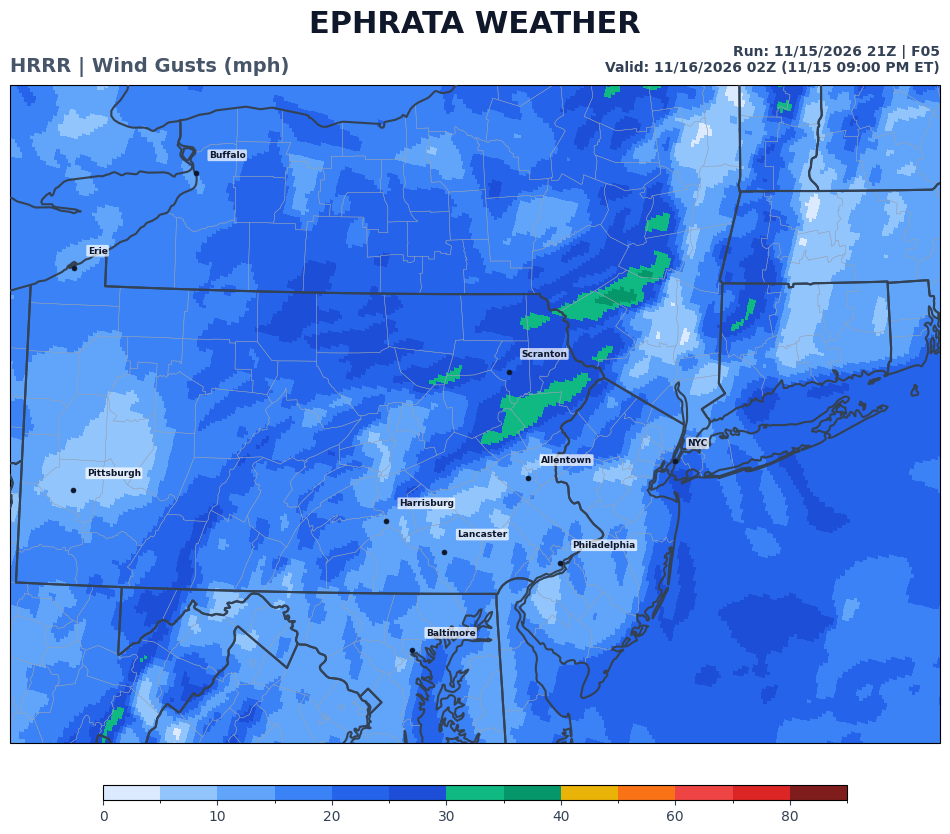 EPHRATA WEATHER
HRRR | Wind Gusts (mph)
Run: 11/15/2026 21Z | F05
Valid: 11/16/2026 02Z (11/15 09:00 PM ET)
Buffalo
Erie
Scranton
NYC
Allentown
Pittsburgh
Harrisburg
Lancaster
Philadelphia
Baltimore
0 10 20 30 40 50 60 70 80